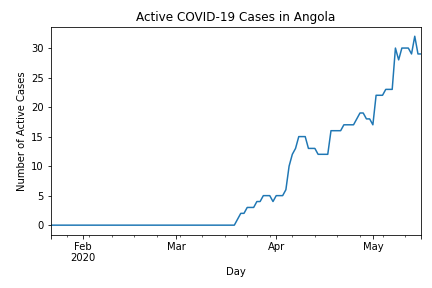 Active COVID-19 Cases in Angola
Number of Active Cases
30
25
20
15
10
5
0
Feb
2020
Mar
Apr
May
Day